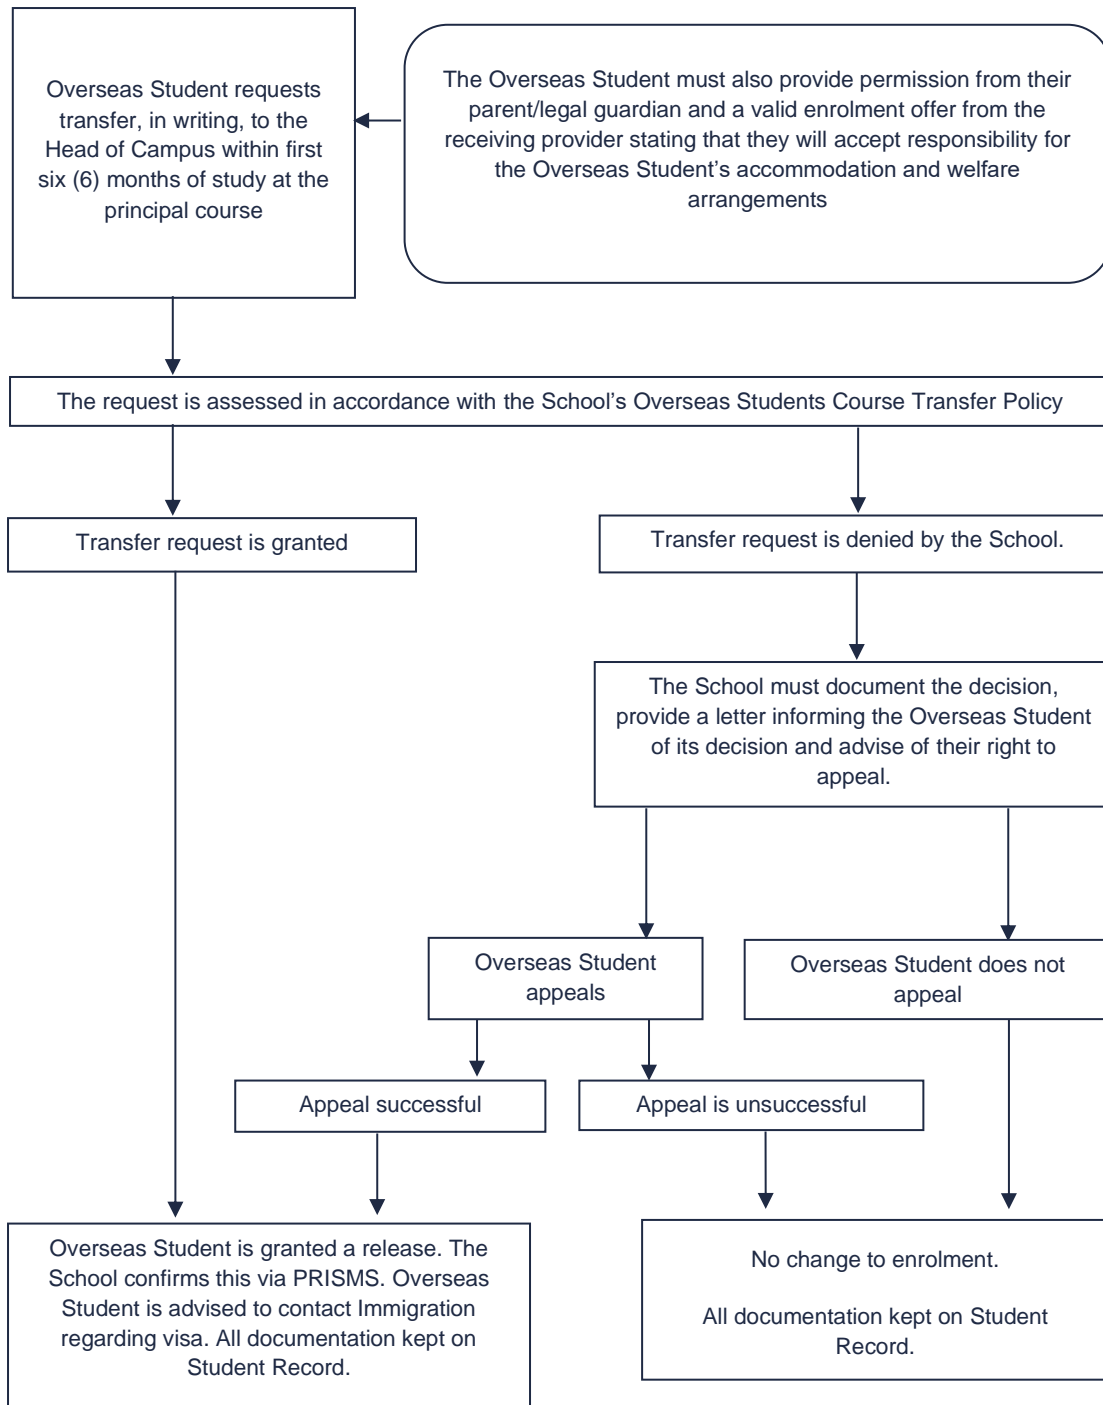 Overseas Student requests
transfer, in writing, to the
Head of Campus within first
six (6) months of study at the
principal course
The Overseas Student must also provide permission from their
parent/legal guardian and a valid enrolment offer from the
receiving provider stating that they will accept responsibility for
the Overseas Student’s accommodation and welfare
arrangements
The request is assessed in accordance with the School’s Overseas Students Course Transfer Policy
Transfer request is granted
Transfer request is denied by the School.
The School must document the decision,
provide a letter informing the Overseas Student
of its decision and advise of their right to
appeal.
Overseas Student
appeals
Overseas Student does not
appeal
Appeal successful
Appeal is unsuccessful
Overseas Student is granted a release. The
School confirms this via PRISMS. Overseas
Student is advised to contact Immigration
regarding visa. All documentation kept on
Student Record.
No change to enrolment.
All documentation kept on Student
Record.